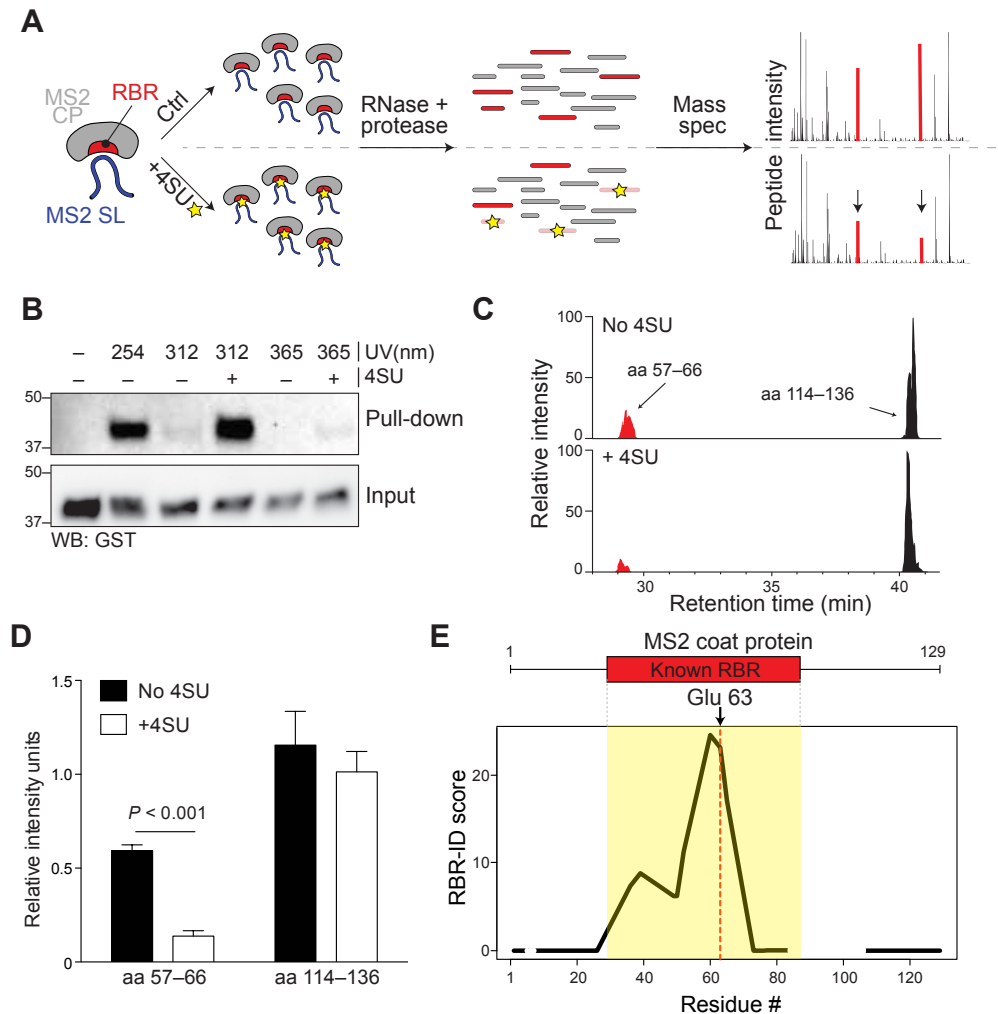 A
MS2
CP
RBR
MS2 SL
Ctrl
+4SU
RNase +
protease
Mass
spec
Peptide intensity
B
– 254 312 312 365 365 UV(nm)
– – – + – + 4SU
50
37
Pull-down
50
37
Input
WB: GST
C
No 4SU
aa 57–66
aa 114–136
100
50
0
+ 4SU
100
50
0
Relative intensity
30 35 40
Retention time (min)
D
No 4SU
+4SU
P < 0.001
1.5
1.0
0.5
0
Relative intensity units
aa 57–66 aa 114–136
E
MS2 coat protein
1 129
Known RBR
Glu 63
20
10
0
RBR-ID score
1 20 40 60 80 100 120
Residue #